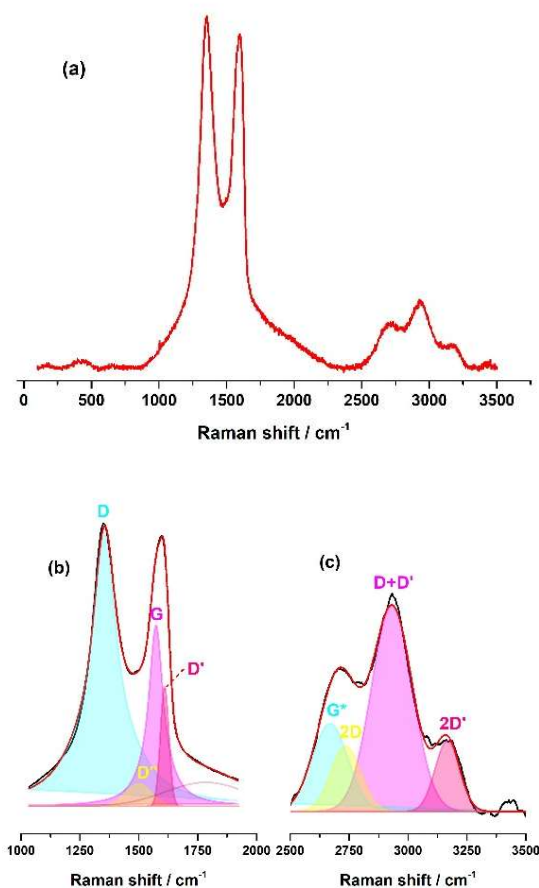 (a)
0 500 1000 1500 2000 2500 3000 3500
Raman shift / cm⁻¹
(b)
D
G
D'
D''
1000 1250 1500 1750 2000
Raman shift / cm⁻¹
(c)
D+D'
G*
2D
2D'
2500 2750 3000 3250 3500
Raman shift / cm⁻¹